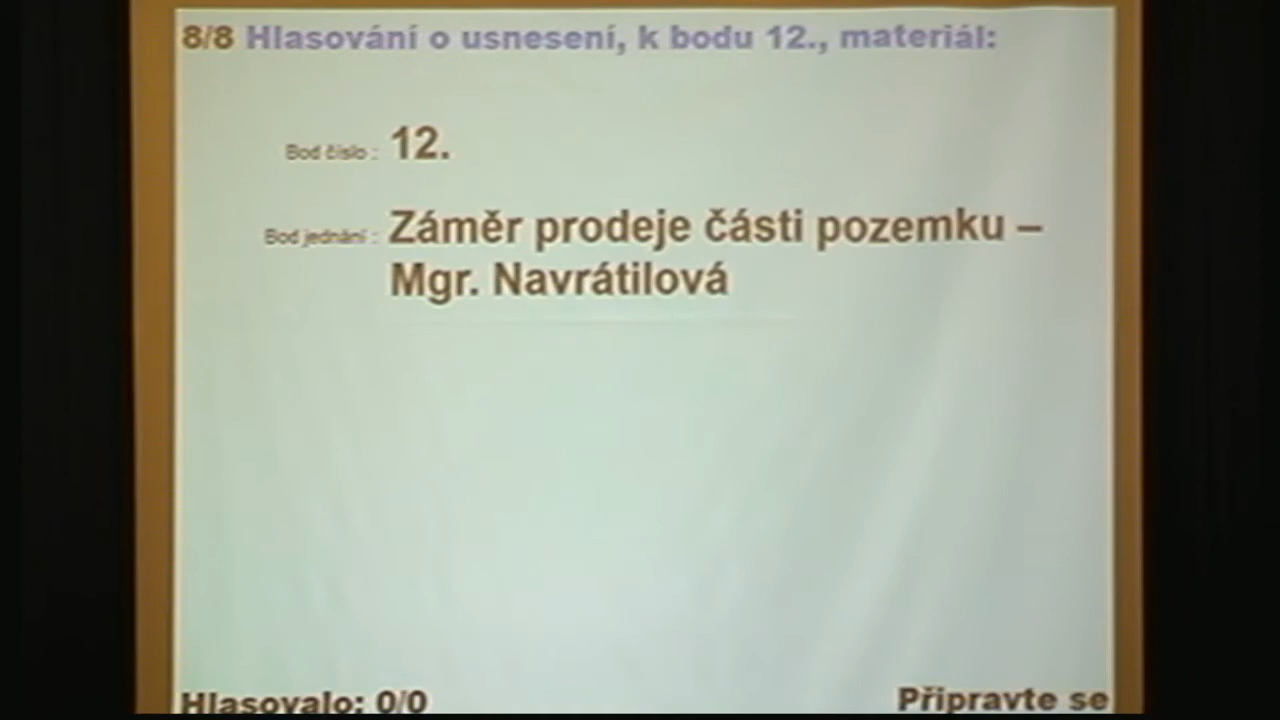 8/8 Hlasování o usnesení, k bodu 12., materiál:
Bod číslo : 12.
Bod jednání : Záměr prodeje části pozemku –
Mgr. Navrátilová
Hlasovalo: 0/0
Připravte se